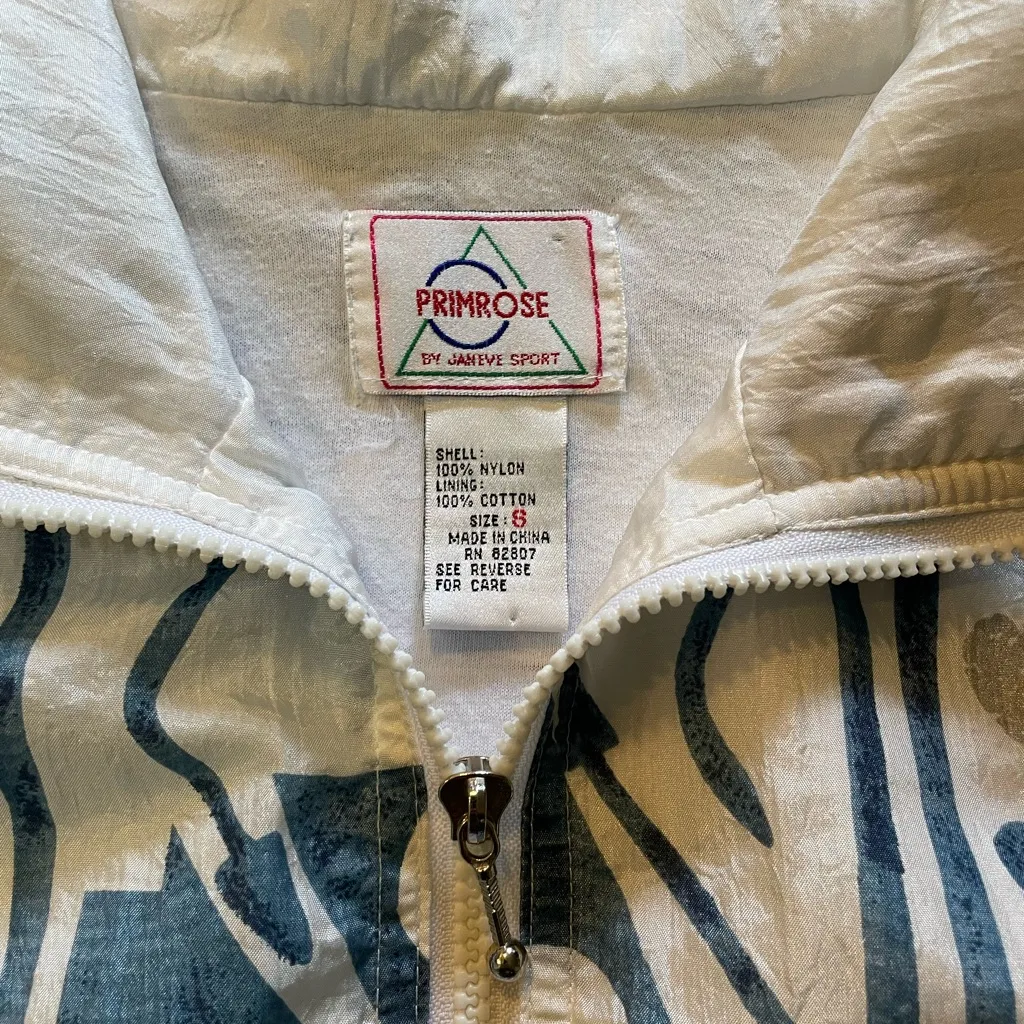 PRIMROSE
BY JANEVE SPORT
SHELL:
100% NYLON
LINING:
100% COTTON
SIZE: S
MADE IN CHINA
RN 82807
SEE REVERSE
FOR CARE